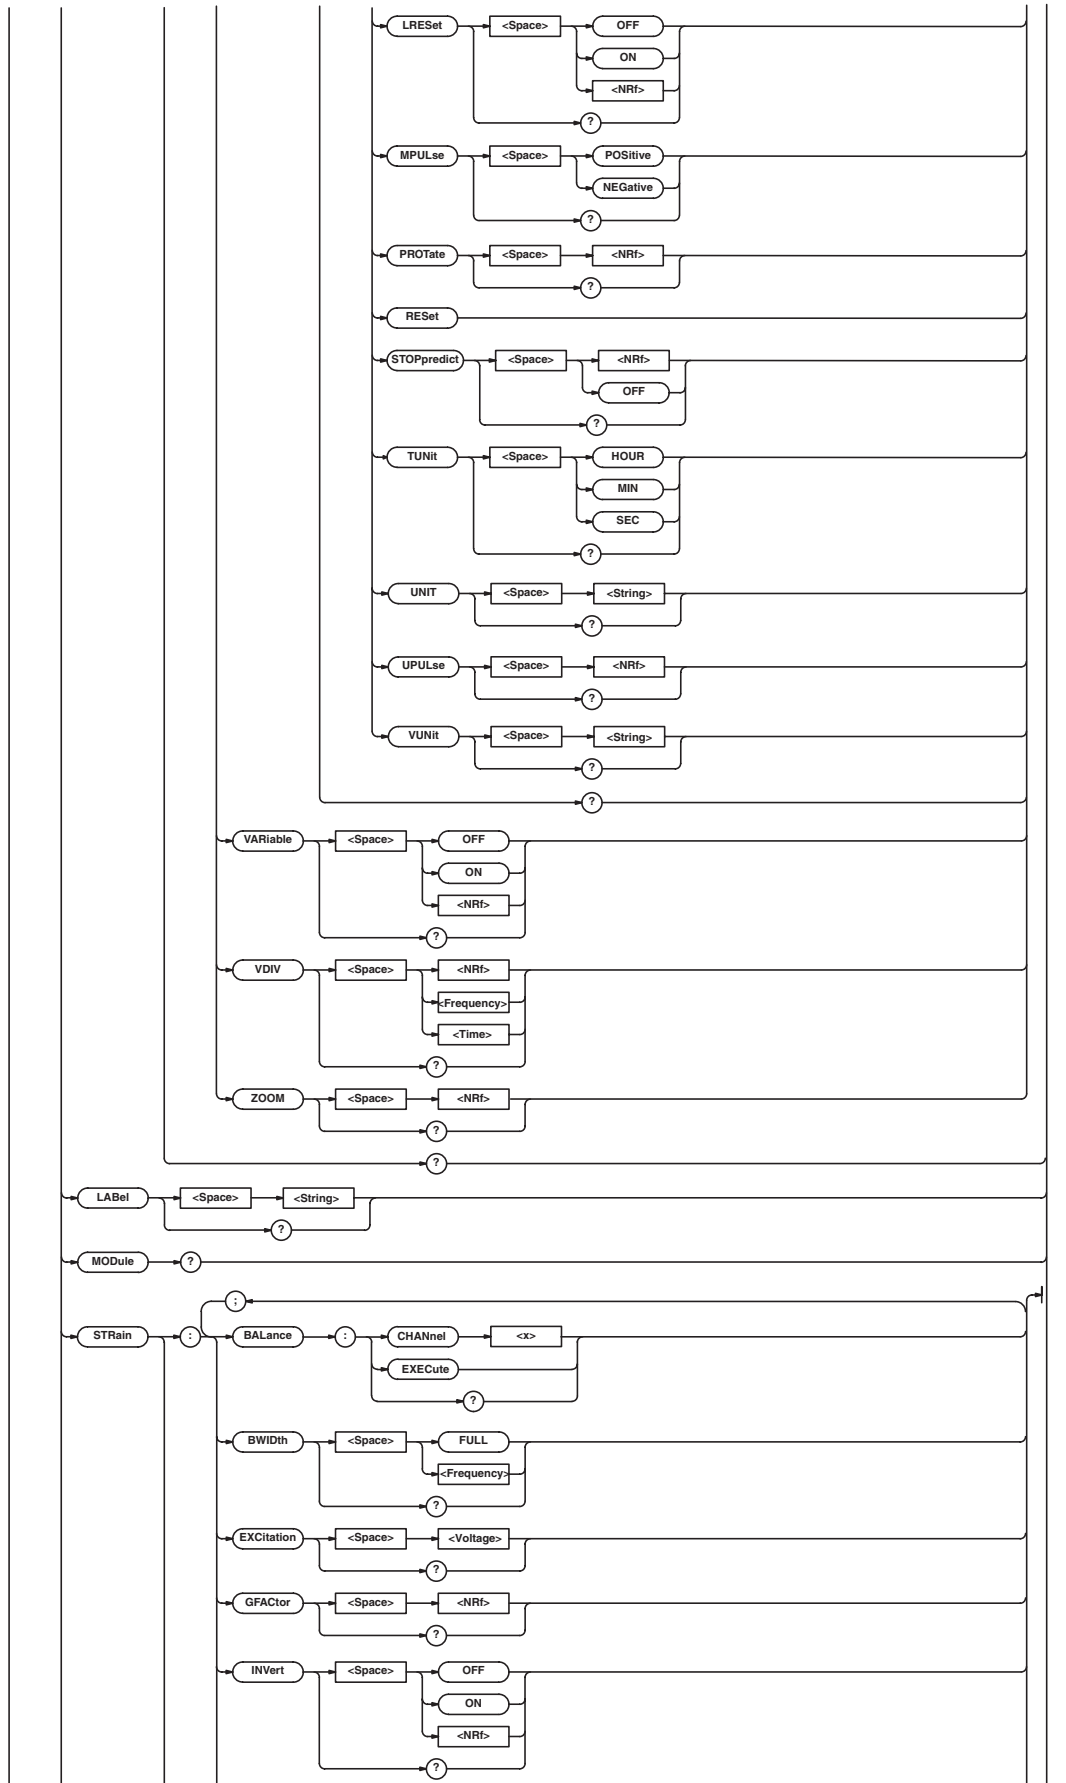 LRESet <Space> OFF
ON
<NRf>
?
MPULse <Space> POSitive
NEGative
?
PROTate <Space> <NRf>
?
RESet
STOPpredict <Space> <NRf>
OFF
?
TUNit <Space> HOUR
MIN
SEC
?
UNIT <Space> <String>
?
UPULse <Space> <NRf>
?
VUNit <Space> <String>
?
?
VARiable <Space> OFF
ON
<NRf>
?
VDIV <Space> <NRf>
<Frequency>
<Time>
?
ZOOM <Space> <NRf>
?
?
LABel <Space> <String>
?
MODule ?
;
STRain : BALance : CHANnel <x>
EXECute
?
BWIDth <Space> FULL
<Frequency>
?
EXCitation <Space> <Voltage>
?
GFACtor <Space> <NRf>
?
INVert <Space> OFF
ON
<NRf>
?